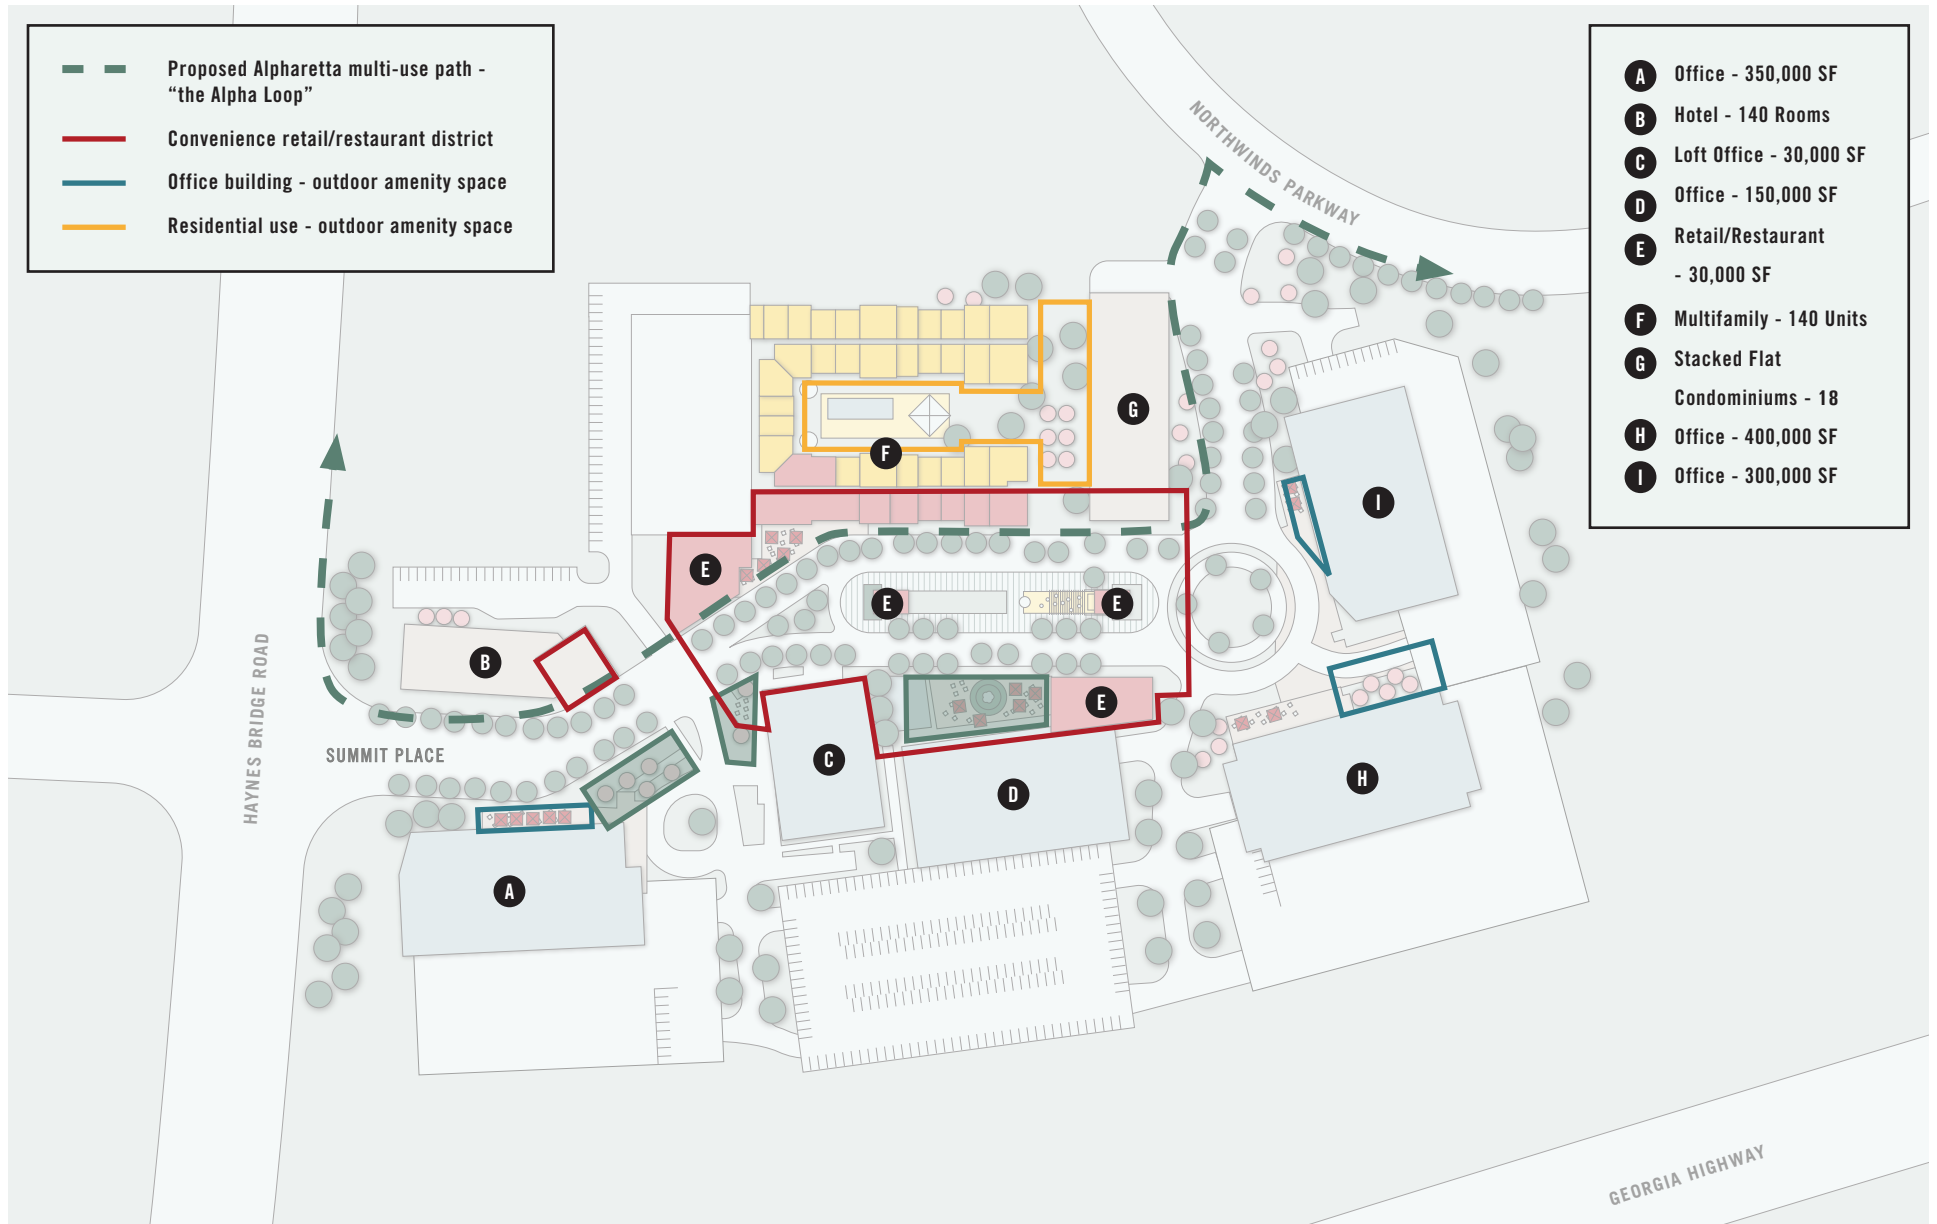 Proposed Alpharetta multi-use path -
“the Alpha Loop”
Convenience retail/restaurant district
Office building - outdoor amenity space
Residential use - outdoor amenity space
A Office - 350,000 SF
B Hotel - 140 Rooms
C Loft Office - 30,000 SF
D Office - 150,000 SF
E Retail/Restaurant
- 30,000 SF
F Multifamily - 140 Units
G Stacked Flat
Condominiums - 18
H Office - 400,000 SF
I Office - 300,000 SF
NORTHWINDS PARKWAY
G
F
I
E
E
E
B
E
HAYNES BRIDGE ROAD
SUMMIT PLACE
C
D
H
A
GEORGIA HIGHWAY